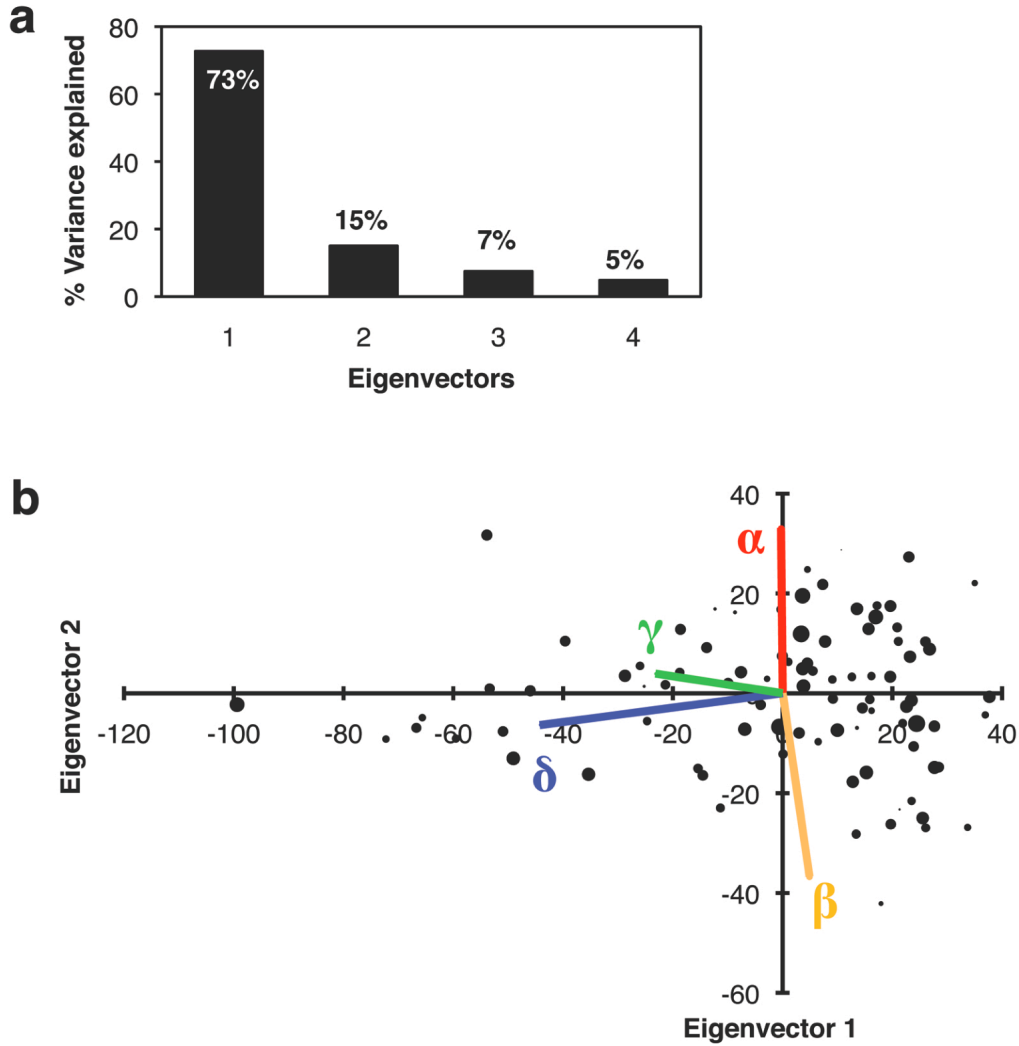 a
% Variance explained
80
60
40
20
0
73%
15%
7%
5%
1 2 3 4
Eigenvectors
b
Eigenvector 2
40
20
-20
-40
-60
-120 -100 -80 -60 -40 -20 20 40
α
γ
δ
β
Eigenvector 1